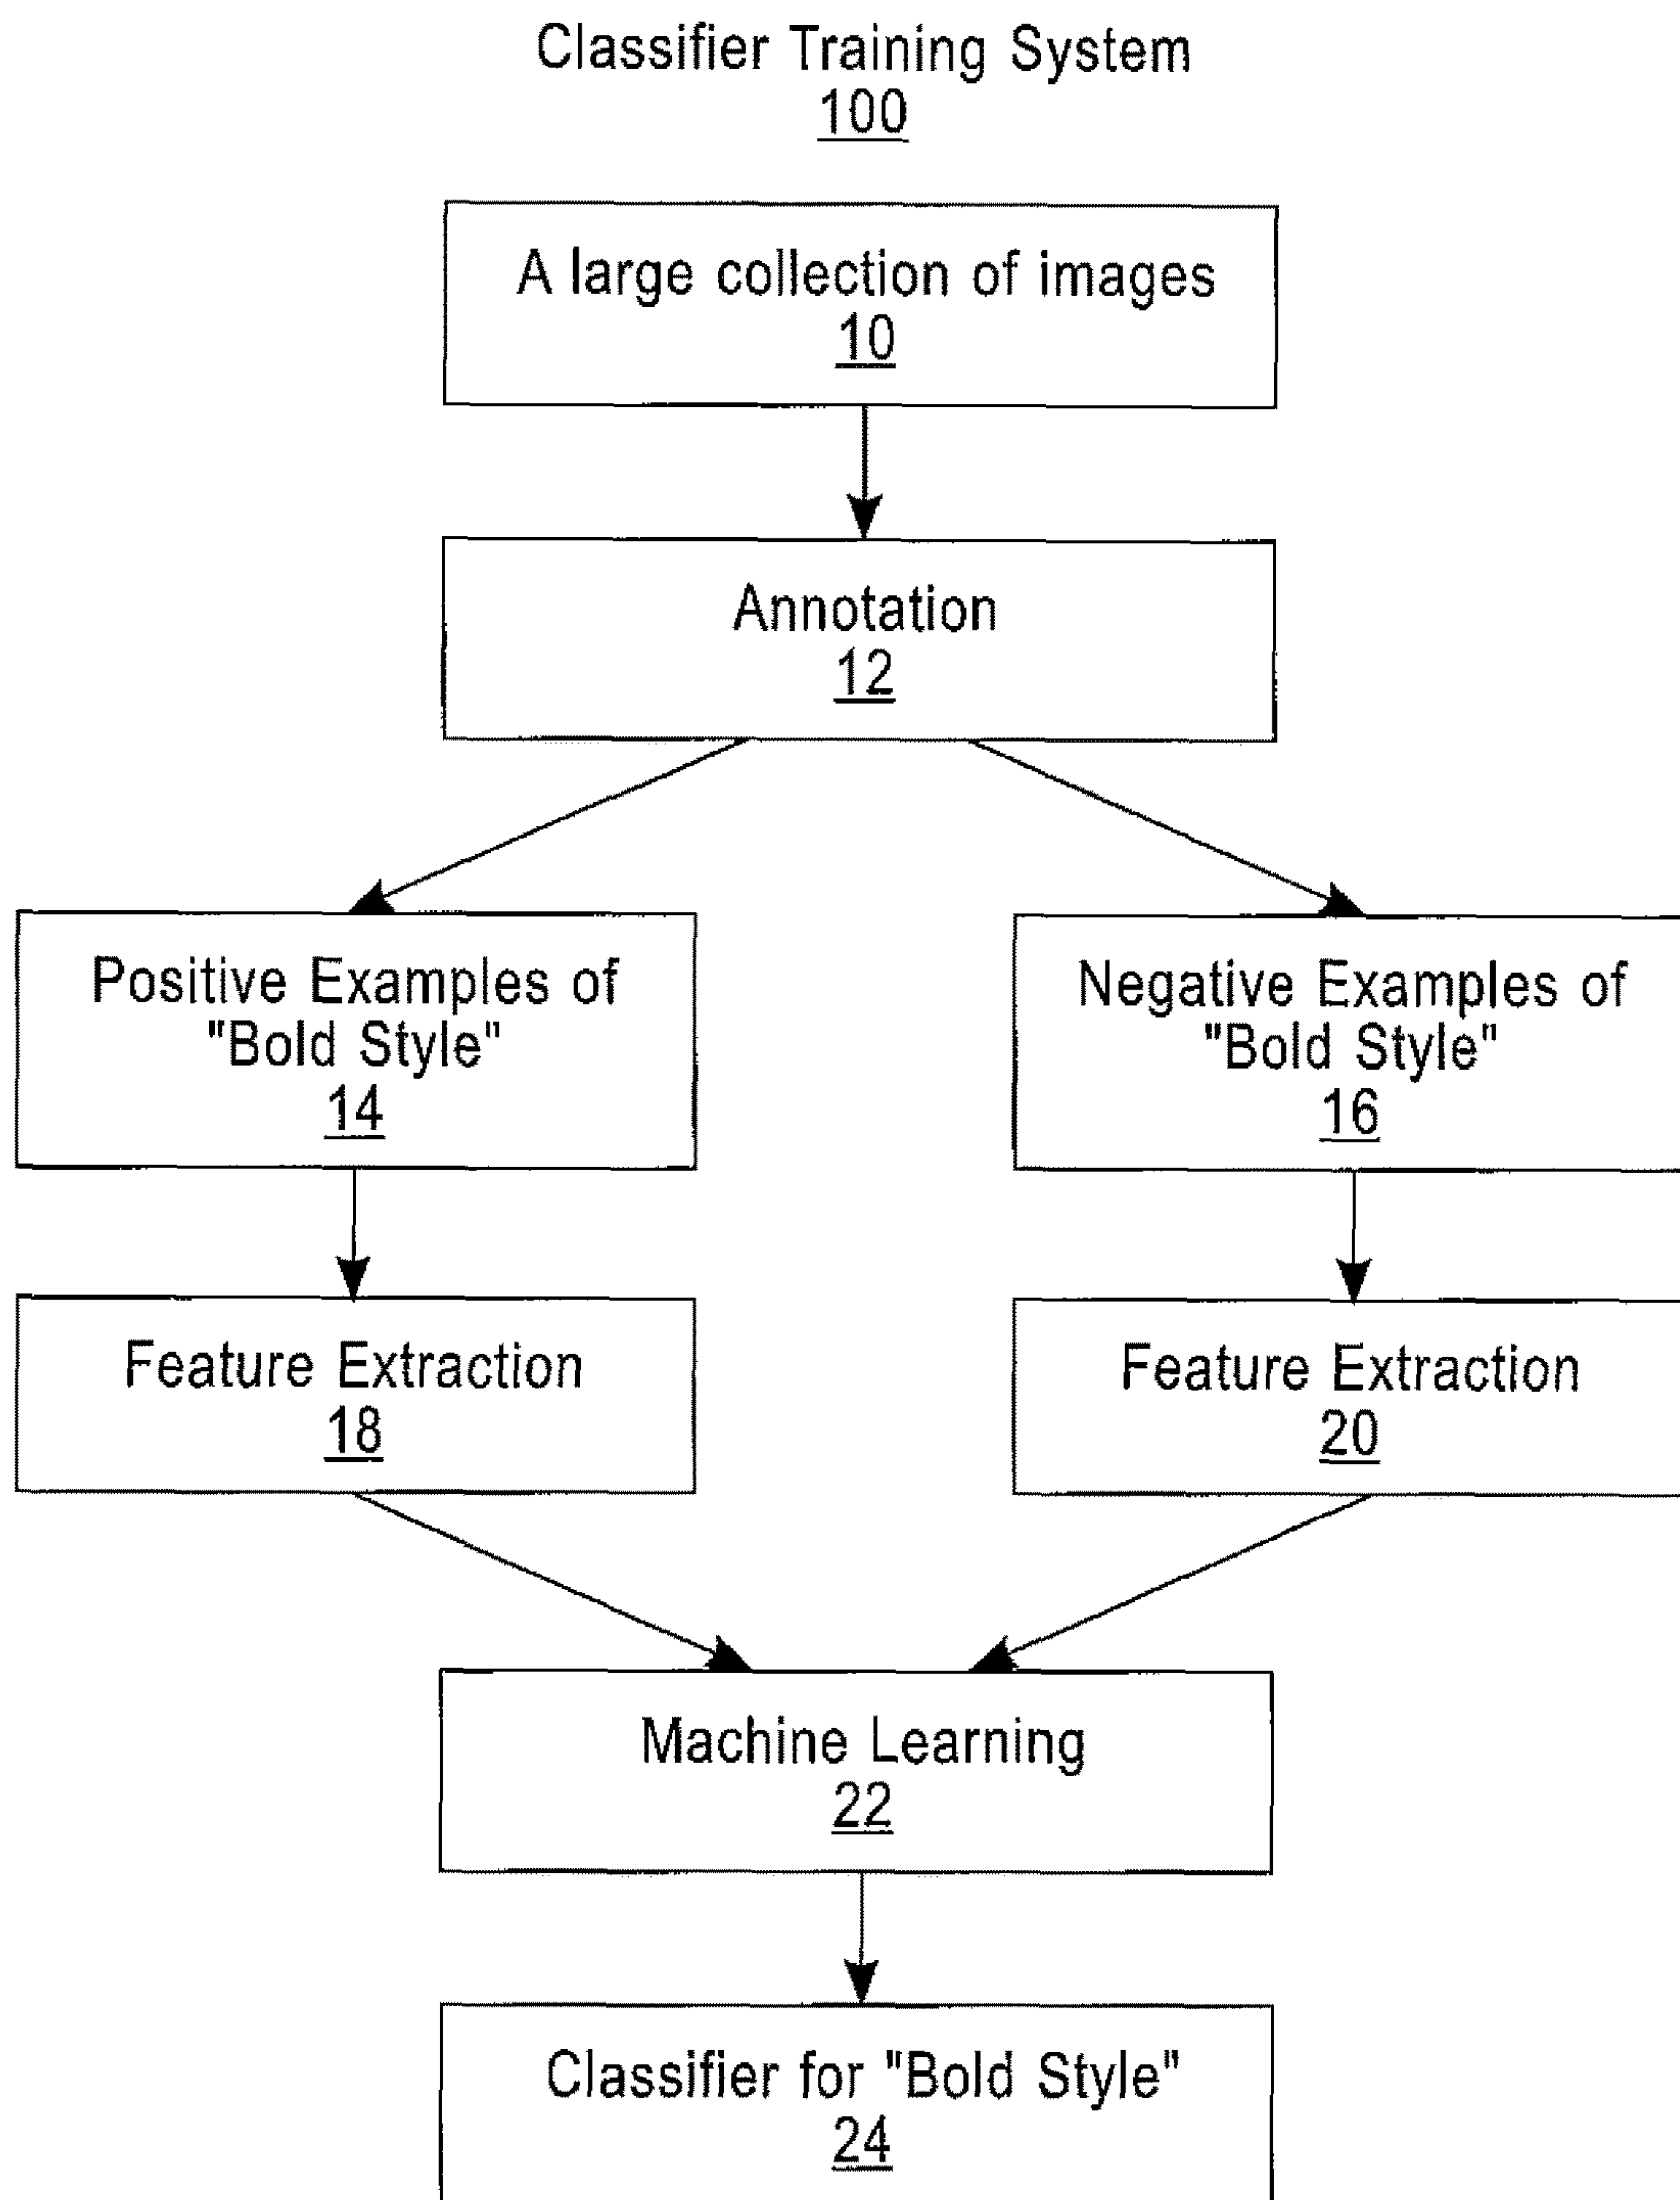 Classifier Training System
100
A large collection of images
10
Annotation
12
Positive Examples of
"Bold Style"
14
Negative Examples of
"Bold Style"
16
Feature Extraction
18
Feature Extraction
20
Machine Learning
22
Classifier for "Bold Style"
24